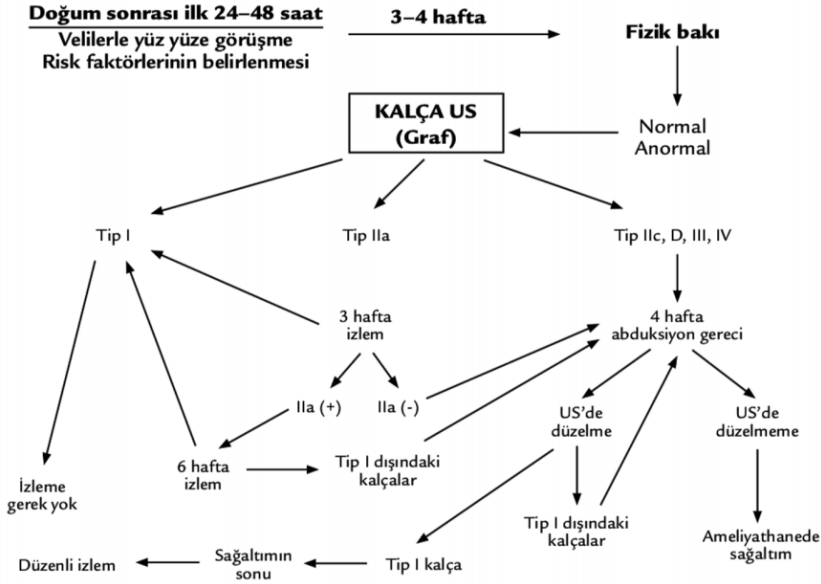 Doğum sonrası ilk 24–48 saat
Velilerle yüz yüze görüşme
Risk faktörlerinin belirlenmesi
3–4 hafta
Fizik bakı
Normal
Anormal
KALÇA US
(Graf)
Tip I
Tip IIa
Tip IIc, D, III, IV
3 hafta
izlem
4 hafta
abduksiyon gereci
IIa (+)
IIa (-)
US’de
düzelme
US’de
düzelmeme
6 hafta
izlem
Tip I dışındaki
kalçalar
İzleme
gerek yok
Tip I dışındaki
kalçalar
Ameliyathanede
sağaltım
Düzenli izlem
Sağaltımın
sonu
Tip I kalça